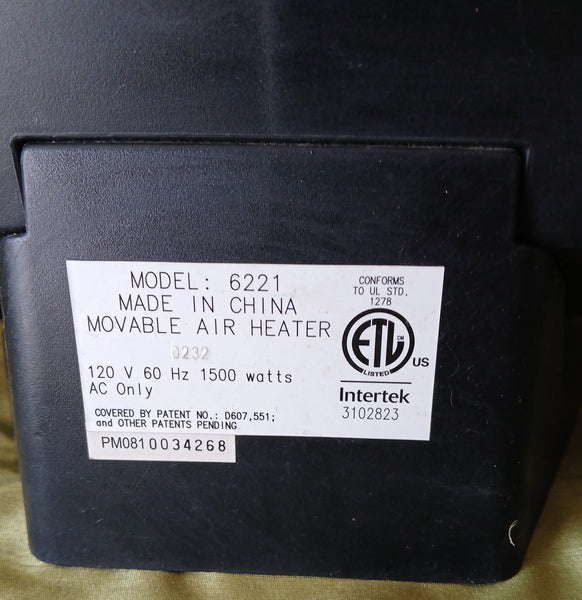 MODEL: 6221
MADE IN CHINA
MOVABLE AIR HEATER
0232
120 V 60 Hz 1500 watts
AC Only
COVERED BY PATENT NO.: D607,551;
and OTHER PATENTS PENDING
PM0810034268
CONFORMS
TO UL STD.
1278
ETL CM
US
LISTED
Intertek
3102823